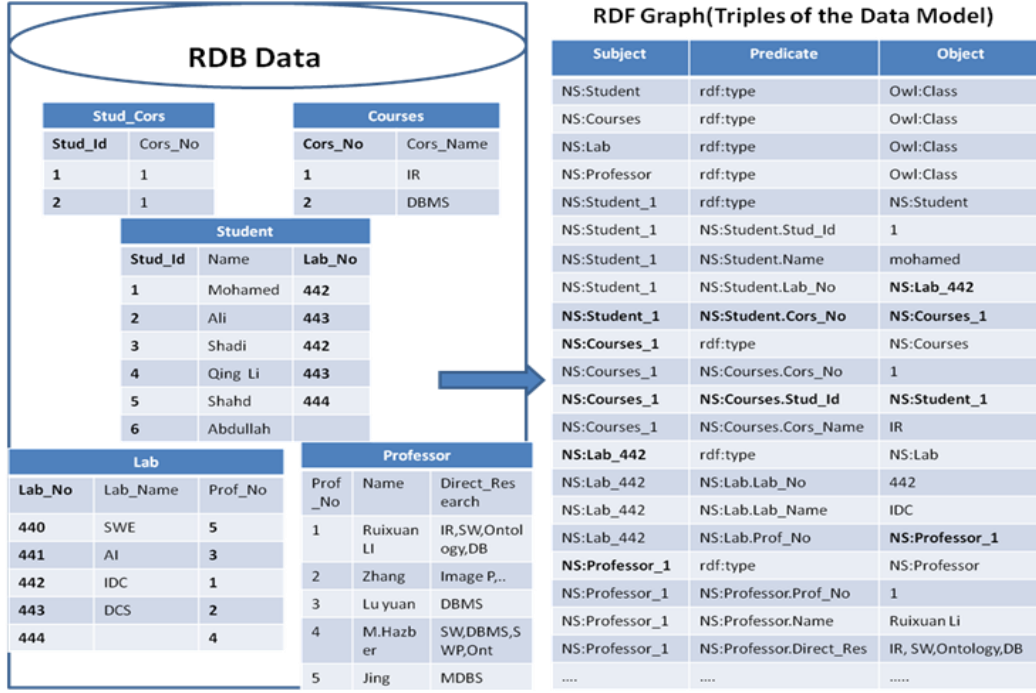 RDB Data
Stud_Cors
Stud_Id Cors_No
1 1
2 1
Courses
Cors_No Cors_Name
1 IR
2 DBMS
Student
Stud_Id Name Lab_No
1 Mohamed 442
2 Ali 443
3 Shadi 442
4 Qing Li 443
5 Shahd 444
6 Abdullah
Lab
Lab_No Lab_Name Prof_No
440 SWE 5
441 AI 3
442 IDC 1
443 DCS 2
444 4
Professor
Prof Name Direct_Res
_No earch
1 Ruixuan IR,SW,Ontol
LI ogy,DB
2 Zhang Image P,..
3 Lu yuan DBMS
4 M.Hazb SW,DBMS,S
er WP,Ont
5 Jing MDBS
RDF Graph(Triples of the Data Model)
Subject Predicate Object
NS:Student rdf:type Owl:Class
NS:Courses rdf:type Owl:Class
NS:Lab rdf:type Owl:Class
NS:Professor rdf:type Owl:Class
NS:Student_1 rdf:type NS:Student
NS:Student_1 NS:Student.Stud_Id 1
NS:Student_1 NS:Student.Name mohamed
NS:Student_1 NS:Student.Lab_No NS:Lab_442
NS:Student_1 NS:Student.Cors_No NS:Courses_1
NS:Courses_1 rdf:type NS:Courses
NS:Courses_1 NS:Courses.Cors_No 1
NS:Courses_1 NS:Courses.Stud_Id NS:Student_1
NS:Courses_1 NS:Courses.Cors_Name IR
NS:Lab_442 rdf:type NS:Lab
NS:Lab_442 NS:Lab.Lab_No 442
NS:Lab_442 NS:Lab.Lab_Name IDC
NS:Lab_442 NS:Lab.Prof_No NS:Professor_1
NS:Professor_1 rdf:type NS:Professor
NS:Professor_1 NS:Professor.Prof_No 1
NS:Professor_1 NS:Professor.Name Ruixuan Li
NS:Professor_1 NS:Professor.Direct_Res IR, SW,Ontology,DB
.... .... .....